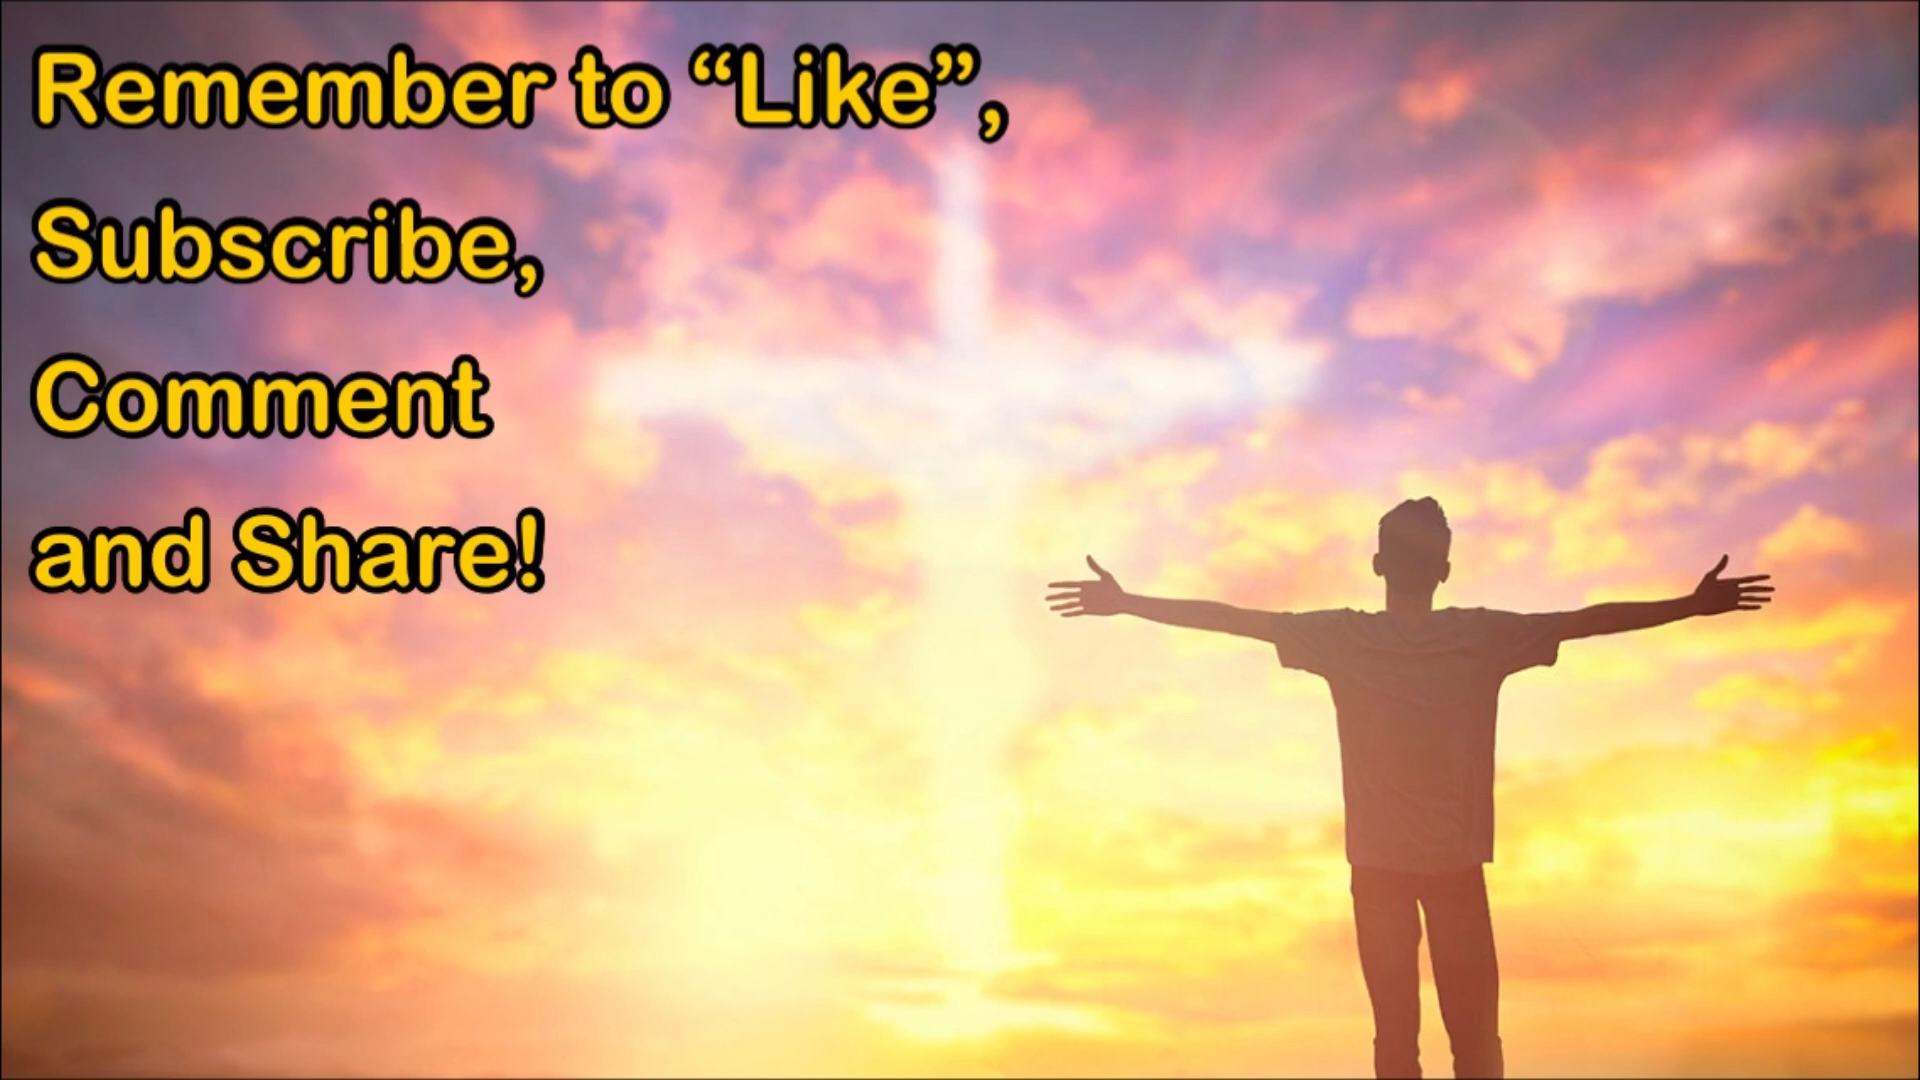 Remember to “Like”,
Subscribe,
Comment
and Share!